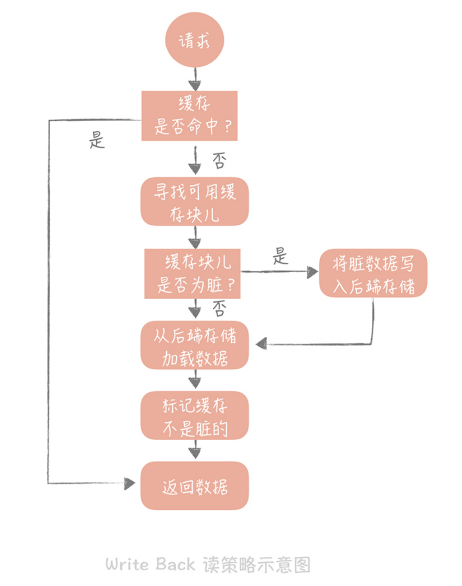 请求
缓存
是否命中？
是
否
寻找可用缓
存块儿
缓存块儿
是否为脏？
是
将脏数据写
入后端存储
否
从后端存储
加载数据
标记缓存
不是脏的
返回数据
Write Back 读策略示意图